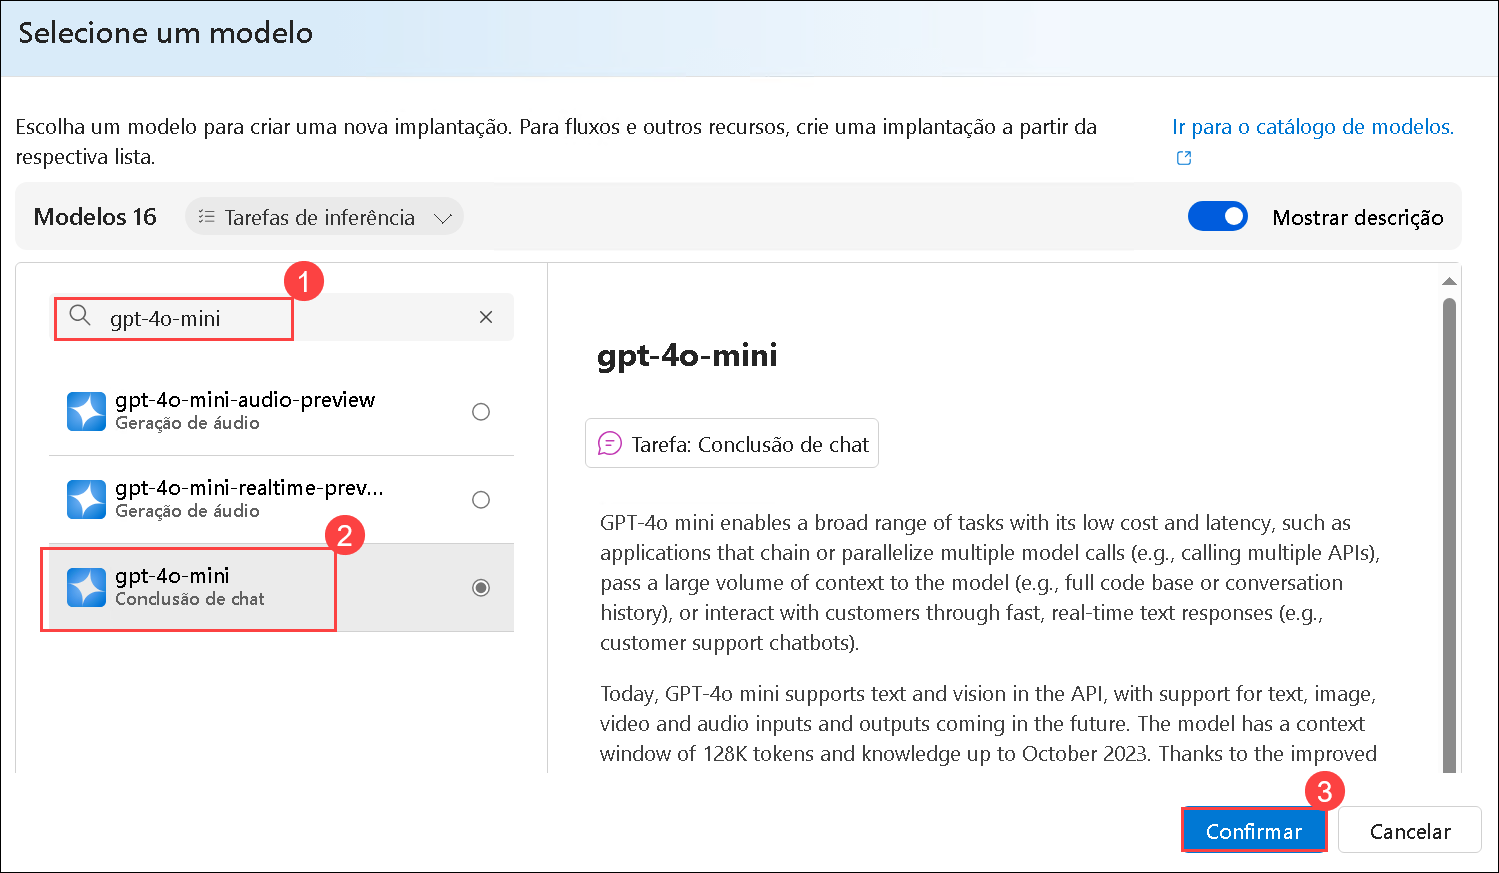 Selecione um modelo
Escolha um modelo para criar uma nova implantação. Para fluxos e outros recursos, crie uma implantação a partir da
respectiva lista.
Ir para o catálogo de modelos.
Modelos 16
Tarefas de inferência
Mostrar descrição
1
gpt-4o-mini
gpt-4o-mini-audio-preview
Geração de áudio
gpt-4o-mini-realtime-prev...
Geração de áudio
2
gpt-4o-mini
Conclusão de chat
gpt-4o-mini
Tarefa: Conclusão de chat
GPT-4o mini enables a broad range of tasks with its low cost and latency, such as
applications that chain or parallelize multiple model calls (e.g., calling multiple APIs),
pass a large volume of context to the model (e.g., full code base or conversation
history), or interact with customers through fast, real-time text responses (e.g.,
customer support chatbots).
Today, GPT-4o mini supports text and vision in the API, with support for text, image,
video and audio inputs and outputs coming in the future. The model has a context
window of 128K tokens and knowledge up to October 2023. Thanks to the improved
3
Confirmar
Cancelar